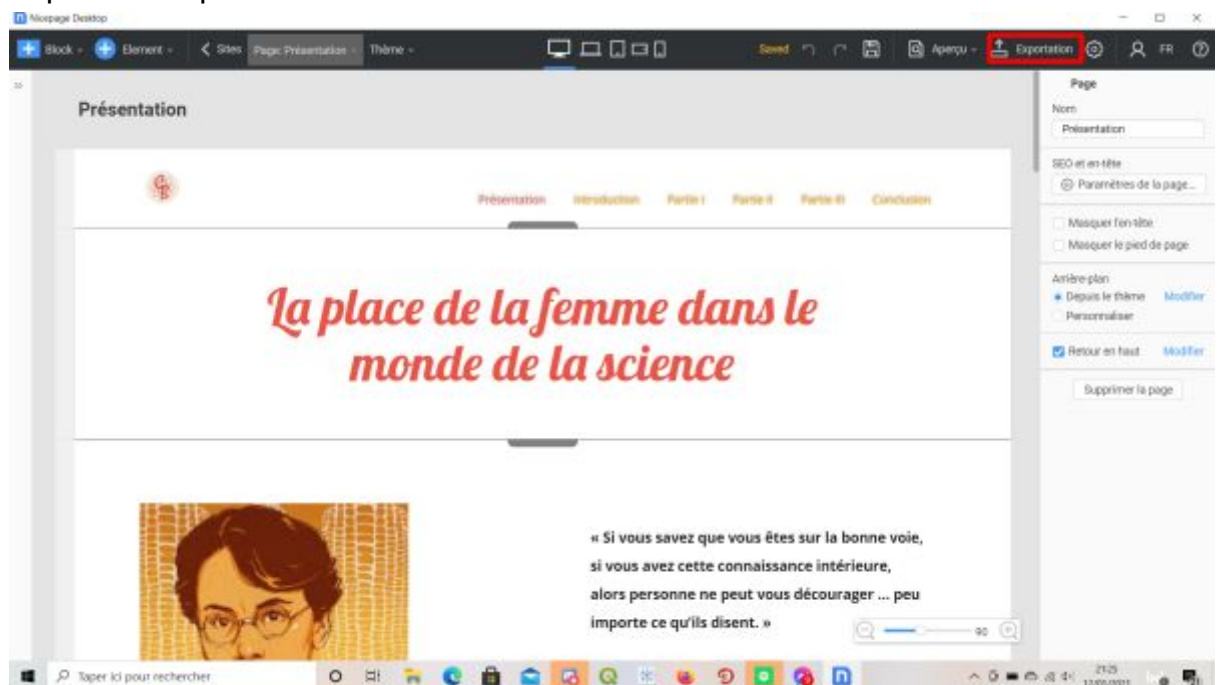 Nicepage Desktop
Block
Element
Sites
Page: Présentation
Thème
Saved
Aperçu
Exportation
FR
Présentation
Présentation
Introduction
Partie I
Partie II
Partie III
Conclusion
La place de la femme dans le
monde de la science
« Si vous savez que vous êtes sur la bonne voie,
si vous avez cette connaissance intérieure,
alors personne ne peut vous décourager ... peu
importe ce qu'ils disent. »
90
Page
Nom
Présentation
SEO et en-tête
Paramètres de la page...
Masquer l'en-tête
Masquer le pied de page
Arrière-plan
Depuis le thème
Modifier
Personnaliser
Retour en haut
Modifier
Supprimer la page
Taper ici pour rechercher
21:25